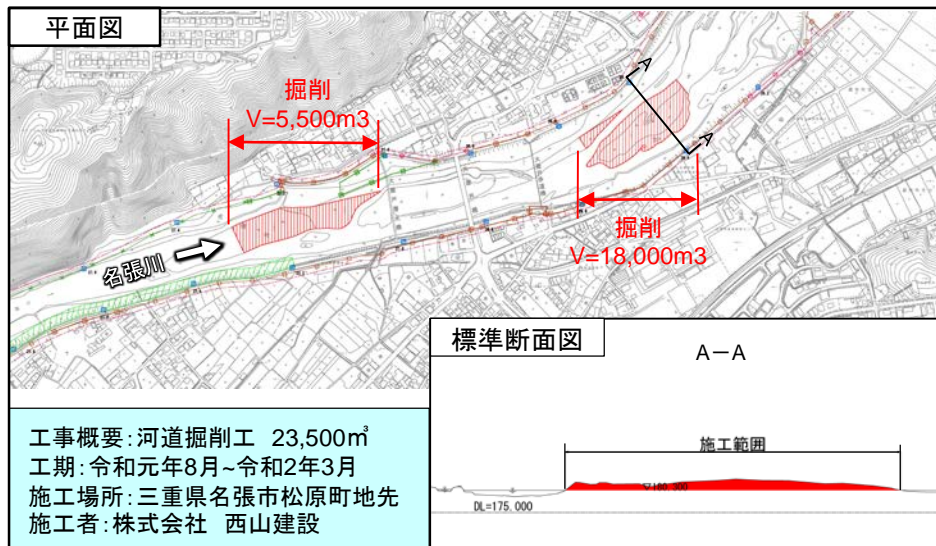 平面図
掘削
V=5,500m3
A
A
掘削
V=18,000m3
名張川
標準断面図
A－A
施工範囲
▽180.300
DL=175.000
工事概要：河道掘削工 23,500㎥
工期：令和元年8月~令和2年3月
施工場所：三重県名張市松原町地先
施工者：株式会社 西山建設